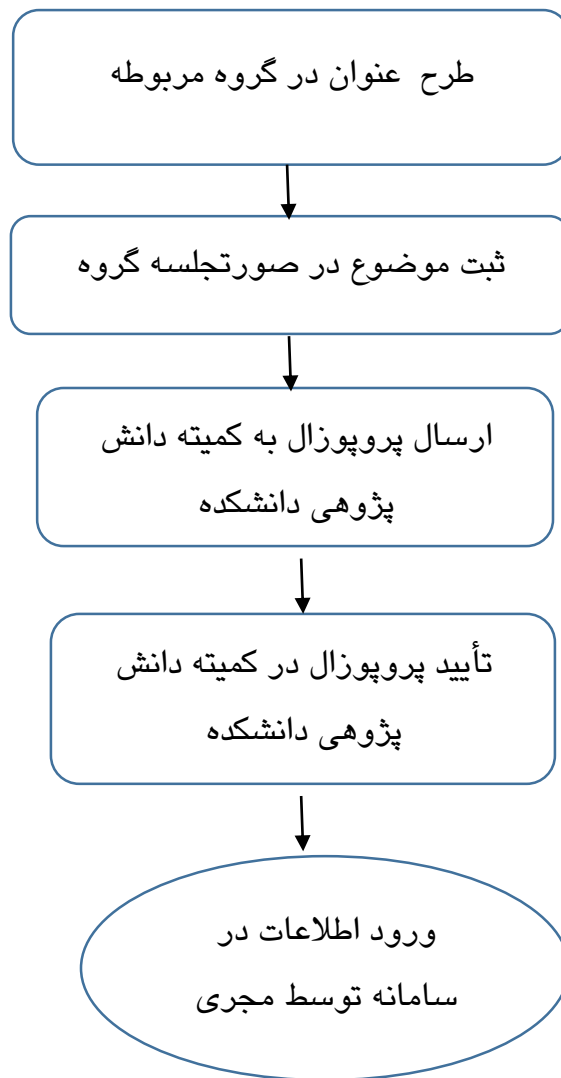 طرح عنوان در گروه مربوطه
ثبت موضوع در صورتجلسه گروه
ارسال پروپوزال به کمیته دانش
پژوهی دانشکده
تأیید پروپوزال در کمیته دانش
پژوهی دانشکده
ورود اطلاعات در
سامانه توسط مجری